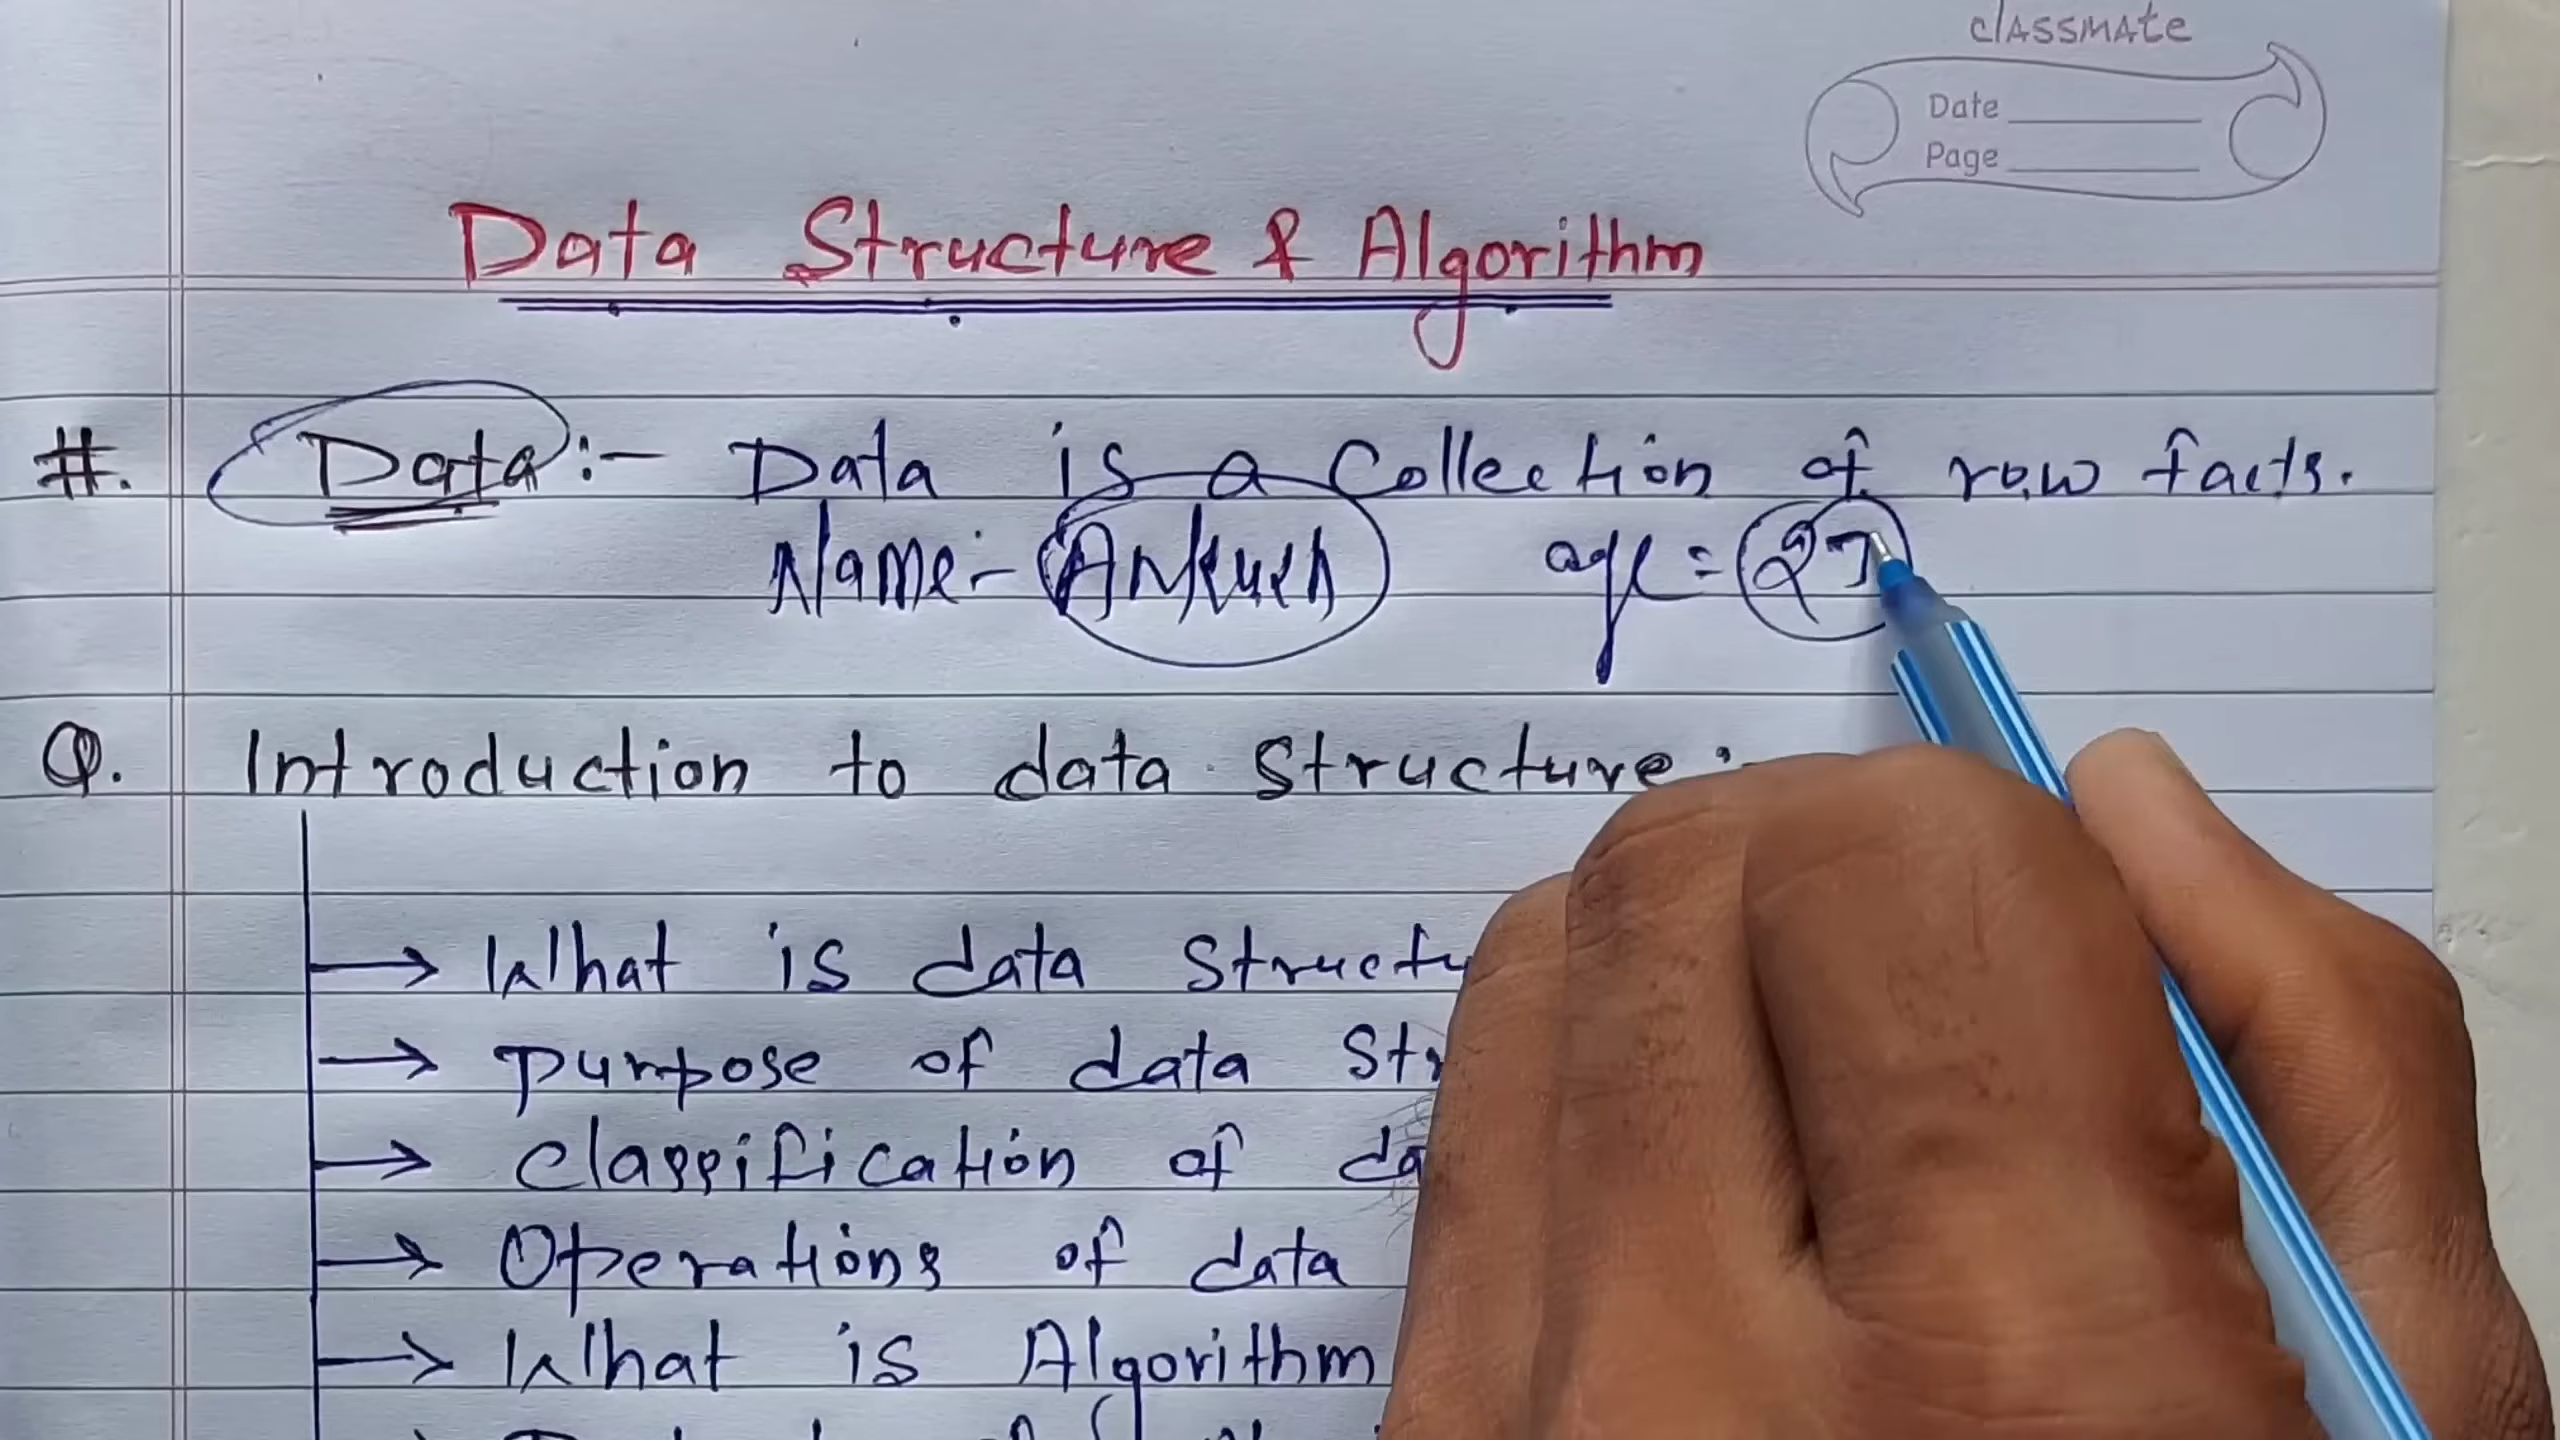 classmate
Date
Page
Data Structure & Algorithm
#. Data :- Data is a Collection of raw facts.
Name:- Ankush age = 27
Q. Introduction to data Structure:-
→ What is data Structu
→ purpose of data Str
→ classification of da
→ Operations of data
→ What is Algorithm